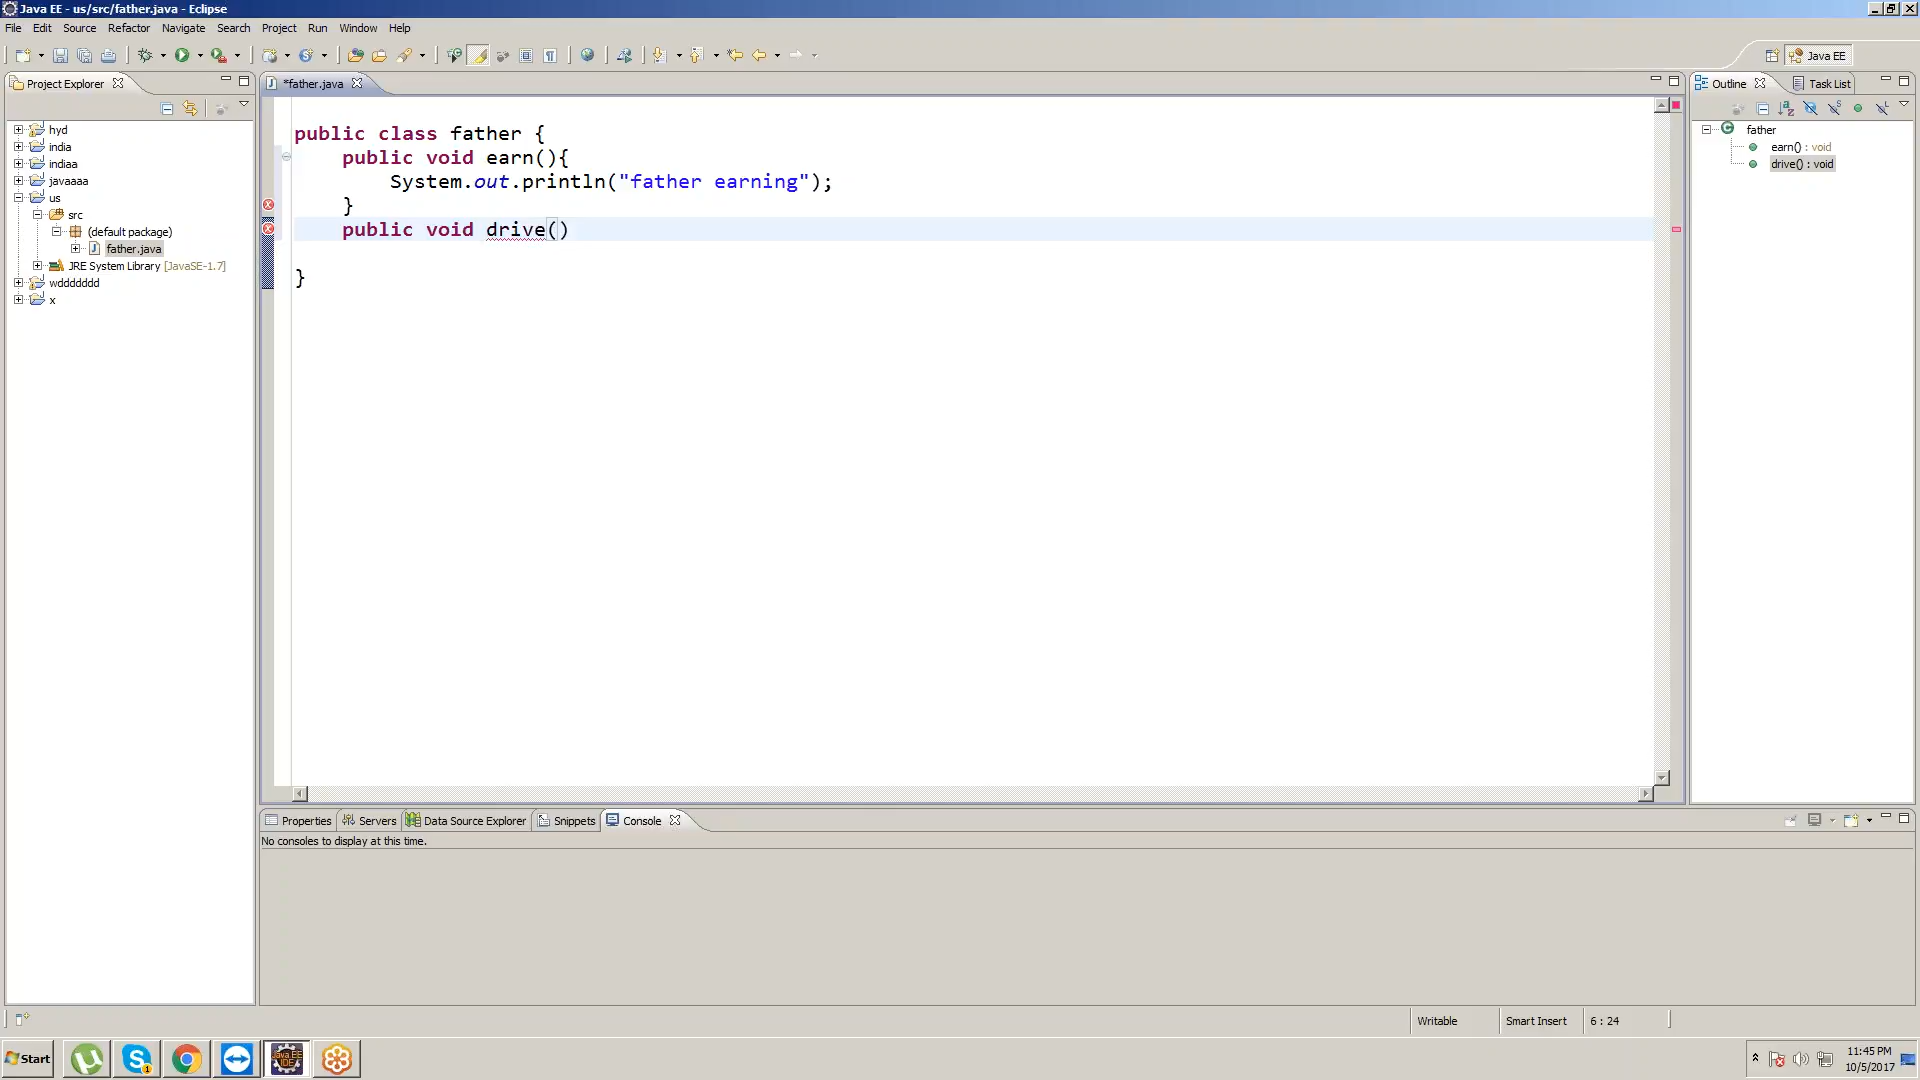 Java EE - us/src/father.java - Eclipse
File Edit Source Refactor Navigate Search Project Run Window Help
Java EE
Project Explorer
*father.java
Outline
Task List
hyd
india
indiaa
javaaaa
us
src
(default package)
father.java
JRE System Library [JavaSE-1.7]
wddddddd
x
public class father {
public void earn(){
System.out.println("father earning");
}
public void drive()
}
father
earn() : void
drive() : void
Properties
Servers
Data Source Explorer
Snippets
Console
No consoles to display at this time.
Writable
Smart Insert
6 : 24
Start
Java EE
IDE
11:45 PM
10/5/2017